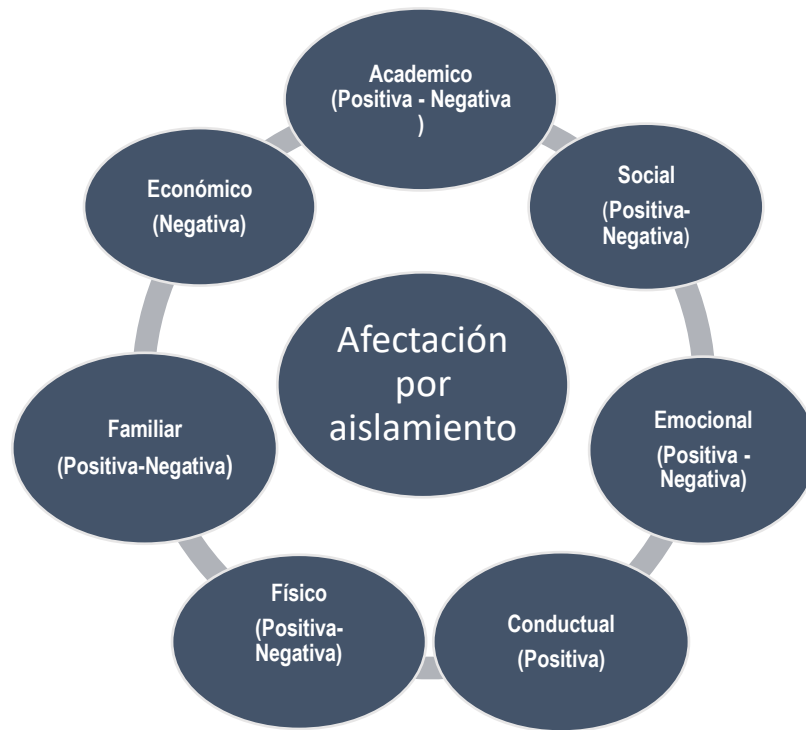 Academico
(Positiva - Negativa
)
Social
(Positiva-
Negativa)
Emocional
(Positiva -
Negativa)
Conductual
(Positiva)
Físico
(Positiva-
Negativa)
Familiar
(Positiva-Negativa)
Económico
(Negativa)
Afectación
por
aislamiento